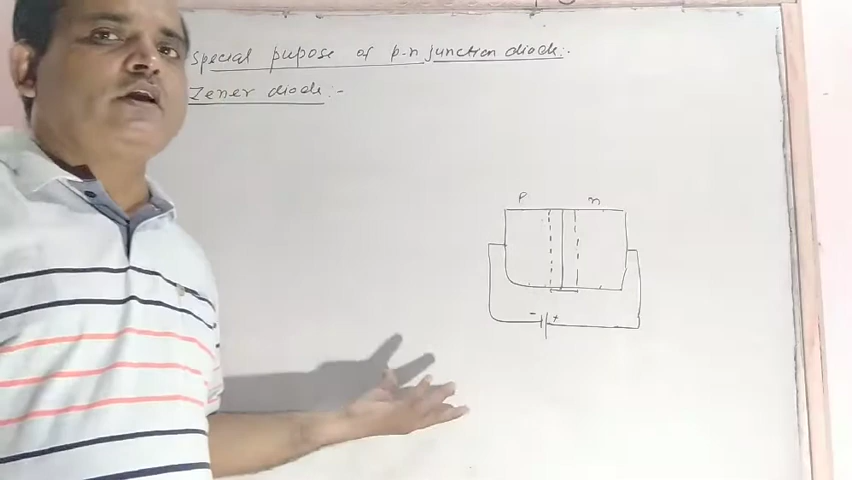 Special pupose of p-n junction diode:-
Zener diode:-
P n
- +